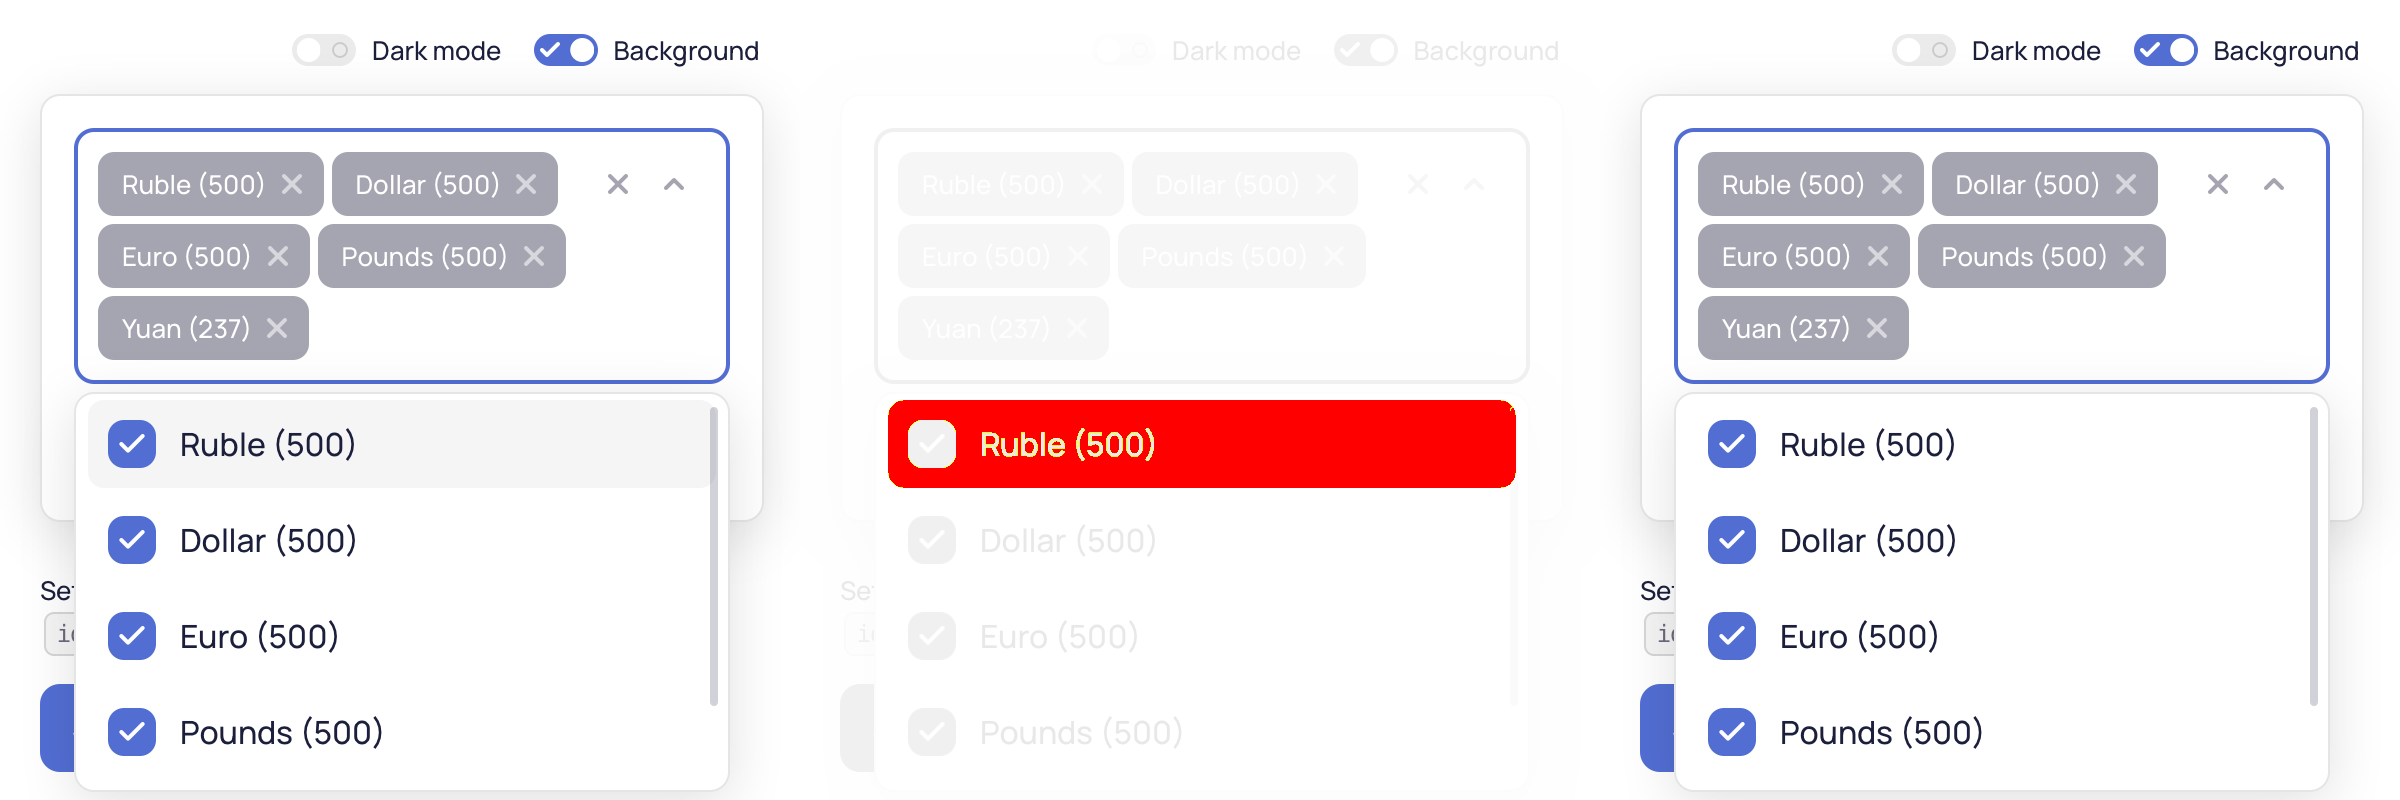 Dark mode Background
Ruble (500) Dollar (500)
Euro (500) Pounds (500)
Yuan (237)
Ruble (500)
Dollar (500)
Euro (500)
Pounds (500)
Dark mode Background
Ruble (500) Dollar (500)
Euro (500) Pounds (500)
Yuan (237)
Ruble (500)
Dollar (500)
Euro (500)
Pounds (500)
Dark mode Background
Ruble (500) Dollar (500)
Euro (500) Pounds (500)
Yuan (237)
Ruble (500)
Dollar (500)
Euro (500)
Pounds (500)